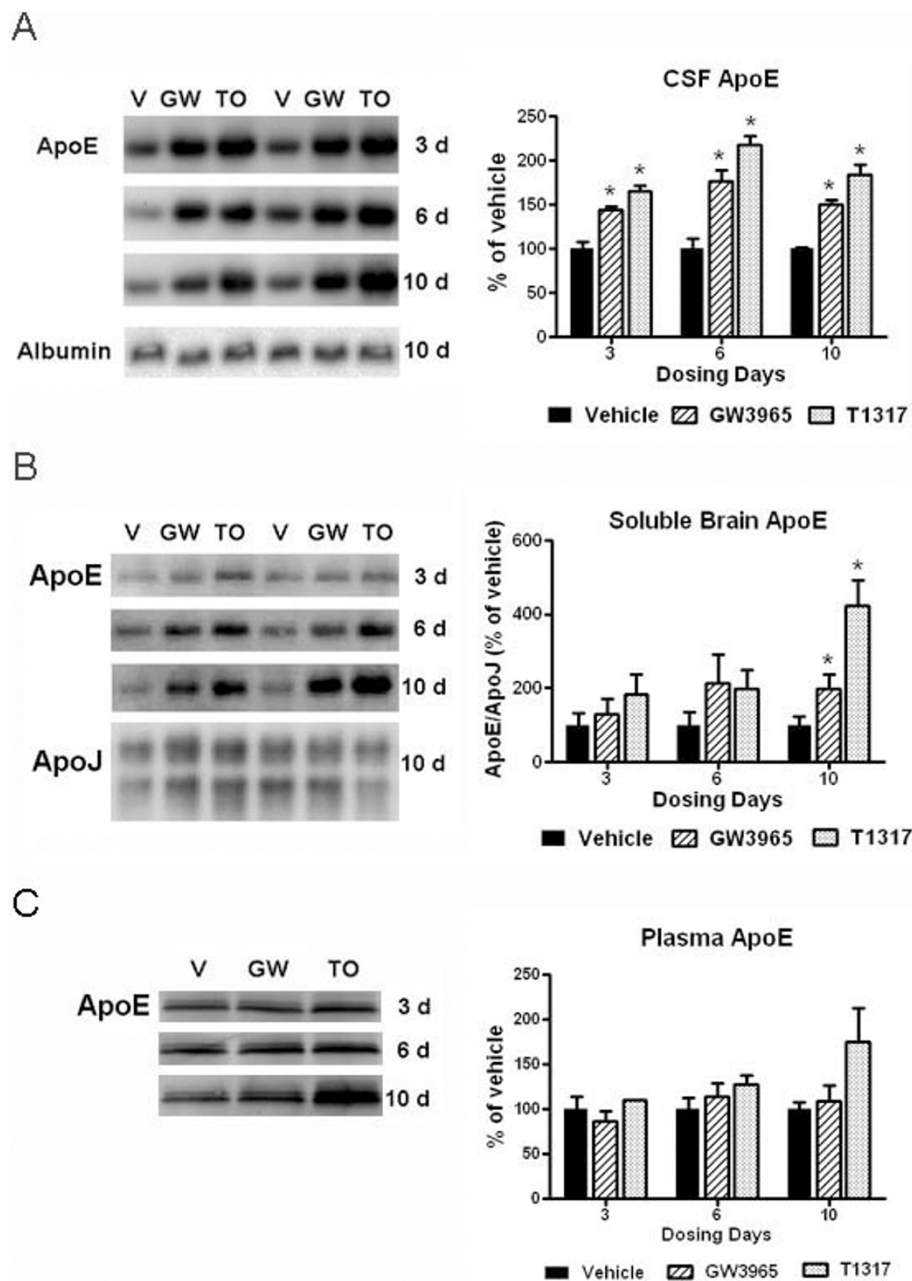 A
V GW TO V GW TO
ApoE
3 d
6 d
10 d
Albumin
10 d
CSF ApoE
% of vehicle
250
200
150
100
50
0
3 6 10
Dosing Days
Vehicle GW3965 T1317
* * * * * *
B
V GW TO V GW TO
ApoE
3 d
6 d
10 d
ApoJ
10 d
Soluble Brain ApoE
ApoE/ApoJ (% of vehicle)
600
400
200
0
3 6 10
Dosing Days
Vehicle GW3965 T1317
* *
C
V GW TO
ApoE
3 d
6 d
10 d
Plasma ApoE
% of vehicle
250
200
150
100
50
0
3 6 10
Dosing Days
Vehicle GW3965 T1317